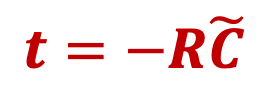 t = −RC̃